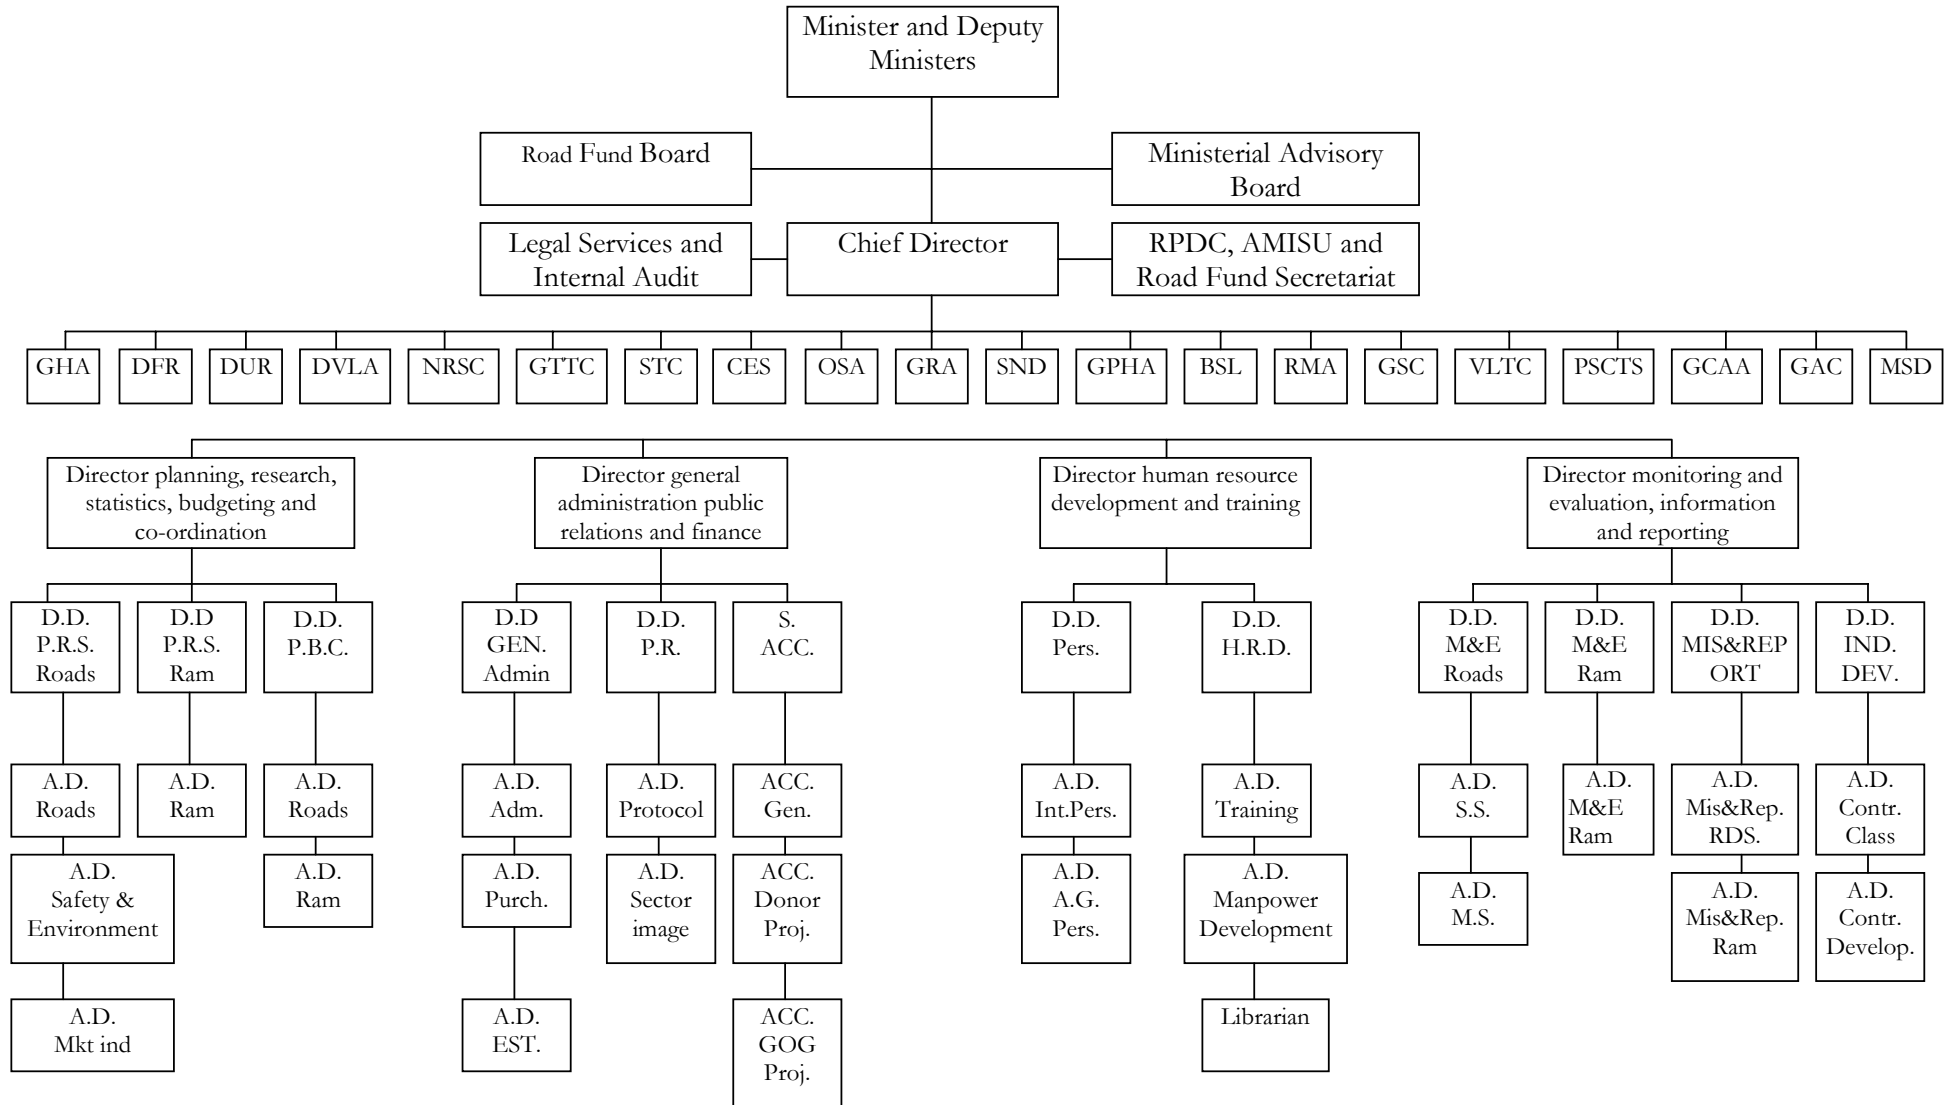 Minister and Deputy
Ministers
Road Fund Board
Ministerial Advisory
Board
Legal Services and
Internal Audit
Chief Director
RPDC, AMISU and
Road Fund Secretariat
GHA
DFR
DUR
DVLA
NRSC
GTTC
STC
CES
OSA
GRA
SND
GPHA
BSL
RMA
GSC
VLTC
PSCTS
GCAA
GAC
MSD
Director planning, research,
statistics, budgeting and
co-ordination
Director general
administration public
relations and finance
Director human resource
development and training
Director monitoring and
evaluation, information
and reporting
D.D.
P.R.S.
Roads
D.D
P.R.S.
Ram
D.D.
P.B.C.
D.D
GEN.
Admin
D.D.
P.R.
S.
ACC.
D.D.
Pers.
D.D.
H.R.D.
D.D.
M&E
Roads
D.D.
M&E
Ram
D.D.
MIS&REP
ORT
D.D.
IND.
DEV.
A.D.
Roads
A.D.
Ram
A.D.
Roads
A.D.
Adm.
A.D.
Protocol
ACC.
Gen.
A.D.
Int.Pers.
A.D.
Training
A.D.
S.S.
A.D.
M&E
Ram
A.D.
Mis&Rep.
RDS.
A.D.
Contr.
Class
A.D.
Safety &
Environment
A.D.
Ram
A.D.
Purch.
A.D.
Sector
image
ACC.
Donor
Proj.
A.D.
A.G.
Pers.
A.D.
Manpower
Development
A.D.
M.S.
A.D.
Mis&Rep.
Ram
A.D.
Contr.
Develop.
A.D.
Mkt ind
A.D.
EST.
ACC.
GOG
Proj.
Librarian